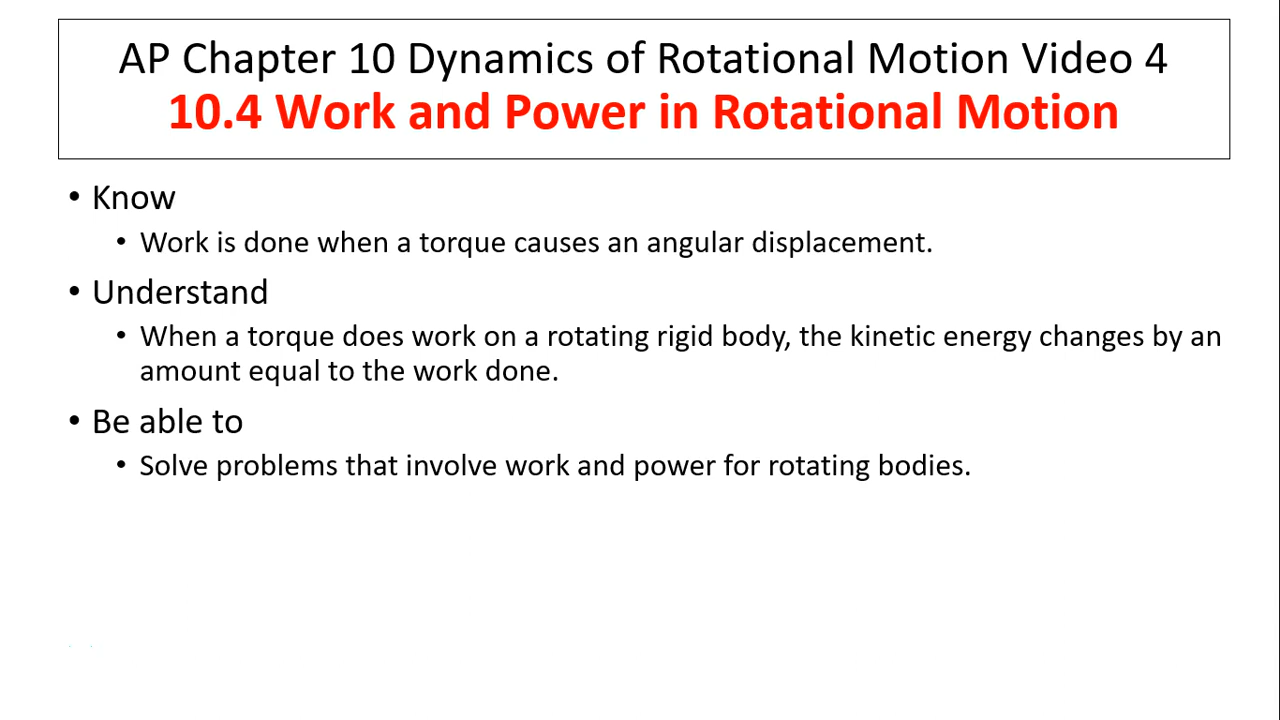 AP Chapter 10 Dynamics of Rotational Motion Video 4
10.4 Work and Power in Rotational Motion
• Know
• Work is done when a torque causes an angular displacement.
• Understand
• When a torque does work on a rotating rigid body, the kinetic energy changes by an
amount equal to the work done.
• Be able to
• Solve problems that involve work and power for rotating bodies.